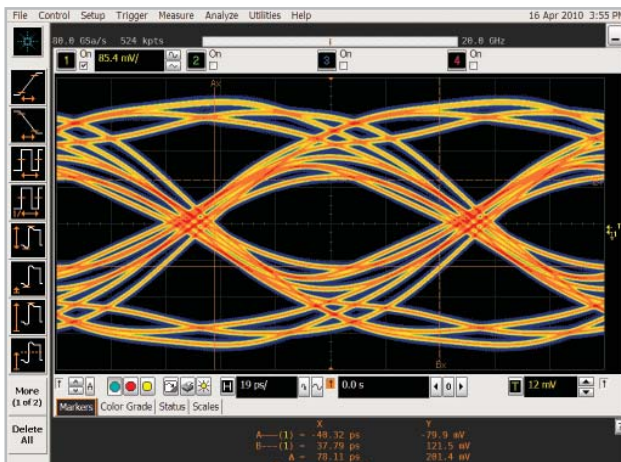 File Control Setup Trigger Measure Analyze Utilities Help 16 Apr 2010 3:55 PM
80.0 GSa/s 524 kpts 20.0 GHz
1 On 85.4 mV/ 2 On 3 On 4 On
Ax
Bx
More
(1 of 2)
Delete
All
H 19 ps/ 0.0 s T 12 mV
Markers Color Grade Status Scales
X Y
A---(1) = -40.32 ps -79.9 mV
B---(1) = 37.79 ps 121.5 mV
Δ = 78.11 ps 201.4 mV